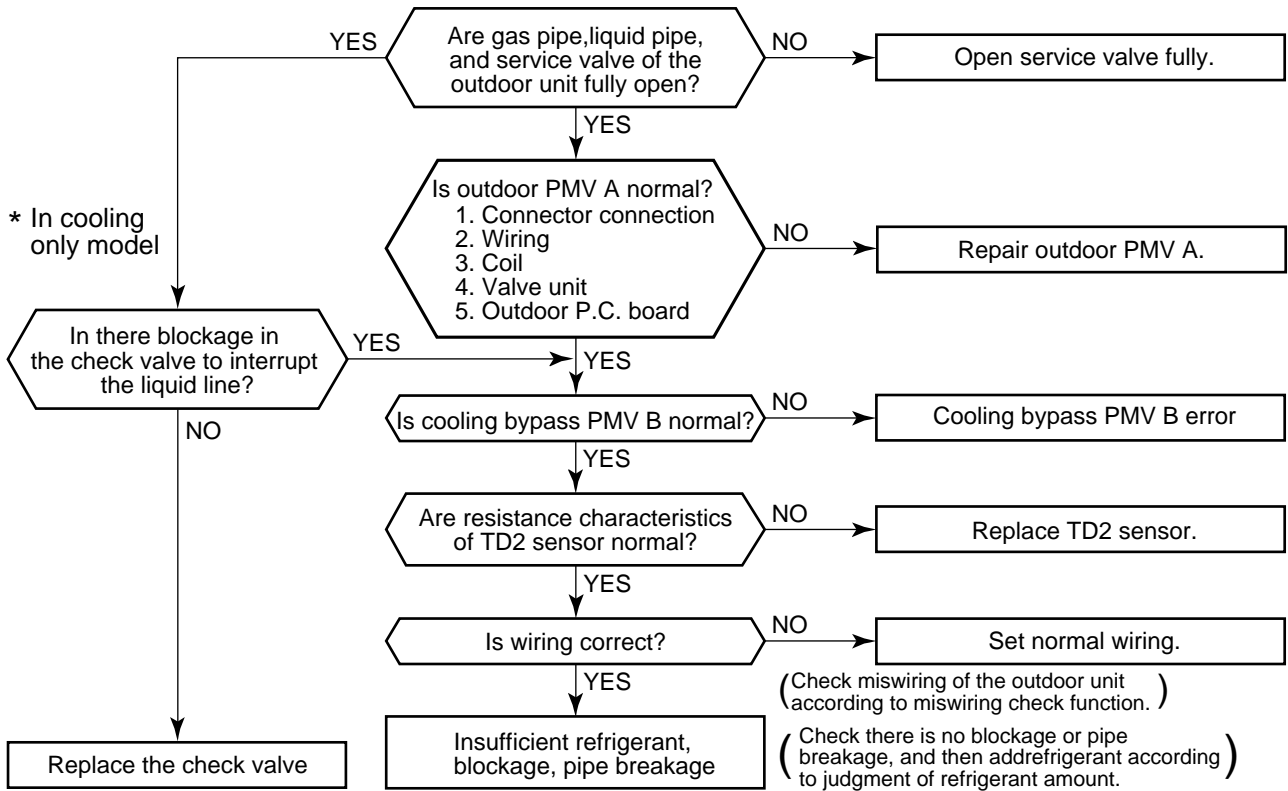 YES
Are gas pipe,liquid pipe,
and service valve of the
outdoor unit fully open?
NO
Open service valve fully.
YES
* In cooling
only model
Is outdoor PMV A normal?
1. Connector connection
2. Wiring
3. Coil
4. Valve unit
5. Outdoor P.C. board
NO
Repair outdoor PMV A.
In there blockage in
the check valve to interrupt
the liquid line?
YES
YES
NO
Is cooling bypass PMV B normal?
NO
Cooling bypass PMV B error
YES
Are resistance characteristics
of TD2 sensor normal?
NO
Replace TD2 sensor.
YES
Is wiring correct?
NO
Set normal wiring.
(Check miswiring of the outdoor unit
according to miswiring check function.)
YES
Insufficient refrigerant,
blockage, pipe breakage
(Check there is no blockage or pipe
breakage, and then addrefrigerant according
to judgment of refrigerant amount.)
Replace the check valve